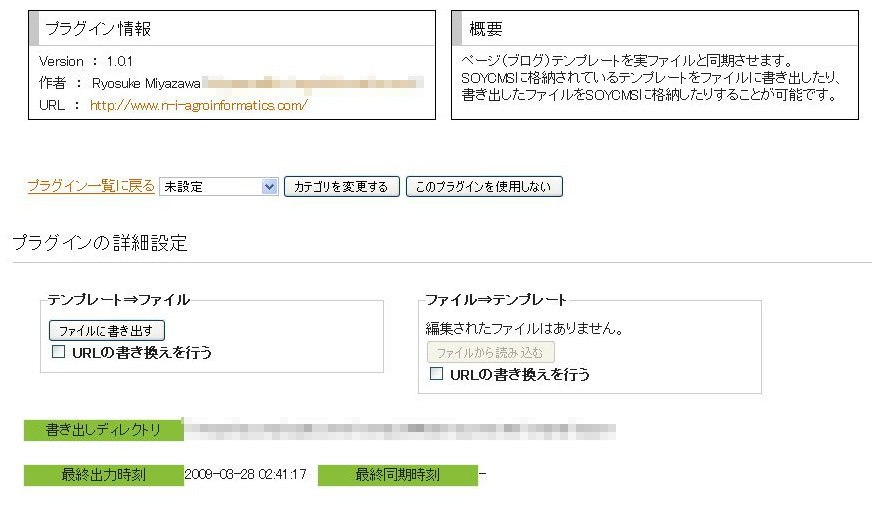 プラグイン情報
Version ： 1.0.1
作者 ： Ryosuke Miyazawa
URL ： http://www.n-i-agroinformatics.com/
概要
ページ(ブログ)テンプレートを実ファイルと同期させます。
SOYCMSに格納されているテンプレートをファイルに書き出したり、
書き出したファイルをSOYCMSに格納したりすることが可能です。
プラグイン一覧に戻る 未設定 カテゴリを変更する このプラグインを使用しない
プラグインの詳細設定
テンプレート⇒ファイル
ファイルに書き出す
URLの書き換えを行う
ファイル⇒テンプレート
編集されたファイルはありません。
ファイルから読み込む
URLの書き換えを行う
書き出しディレクトリ
最終出力時刻 2009-03-28 02:41:17 最終同期時刻 -